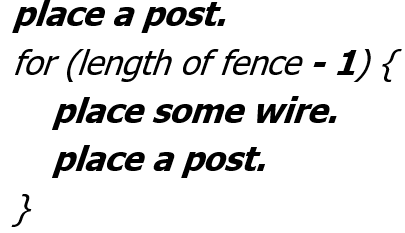 place a post.
for (length of fence - 1) {
place some wire.
place a post.
}